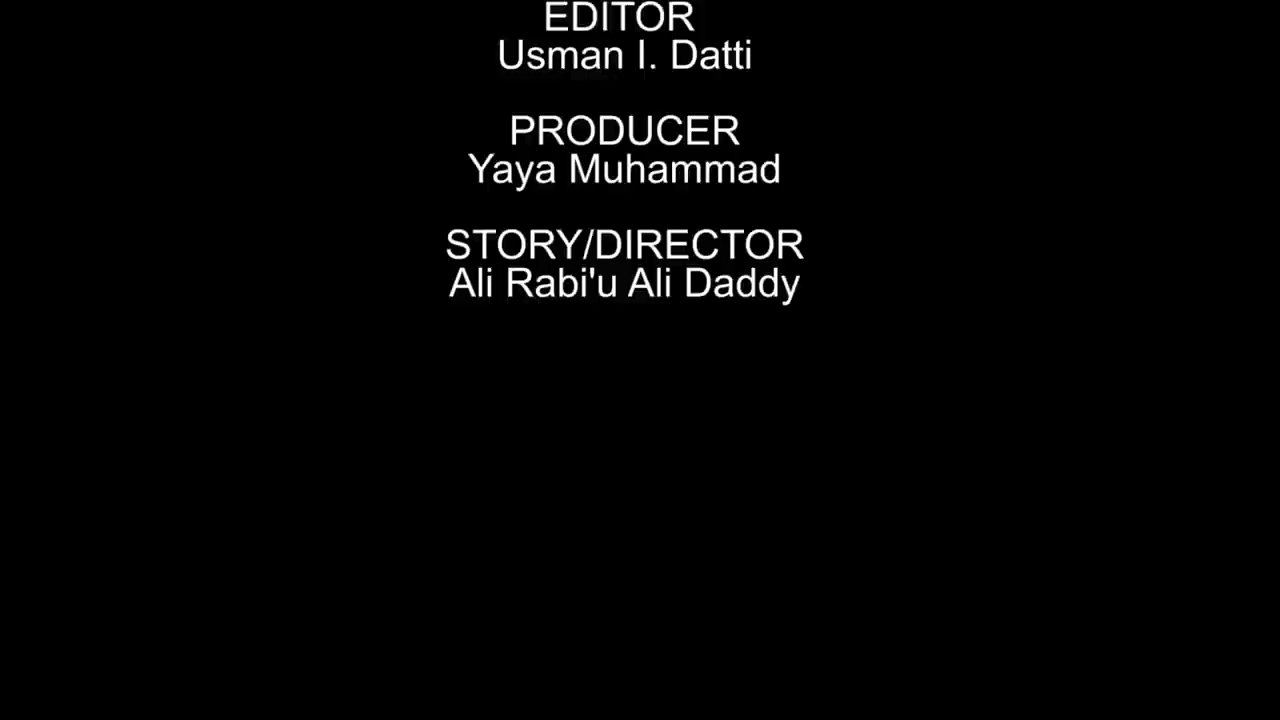 EDITOR
Usman I. Datti
PRODUCER
Yaya Muhammad
STORY/DIRECTOR
Ali Rabi'u Ali Daddy